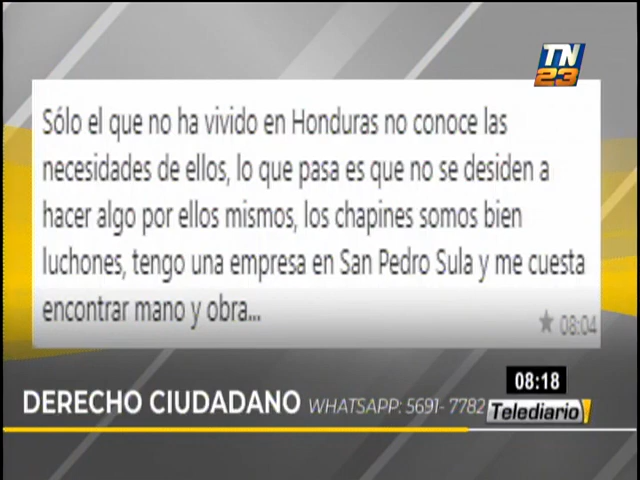 TN
23
Sólo el que no ha vivido en Honduras no conoce las
necesidades de ellos, lo que pasa es que no se desiden a
hacer algo por ellos mismos, los chapines somos bien
luchones, tengo una empresa en San Pedro Sula y me cuesta
encontrar mano y obra...
08:04
08:18
DERECHO CIUDADANO WHATSAPP: 5691- 7782 Telediario